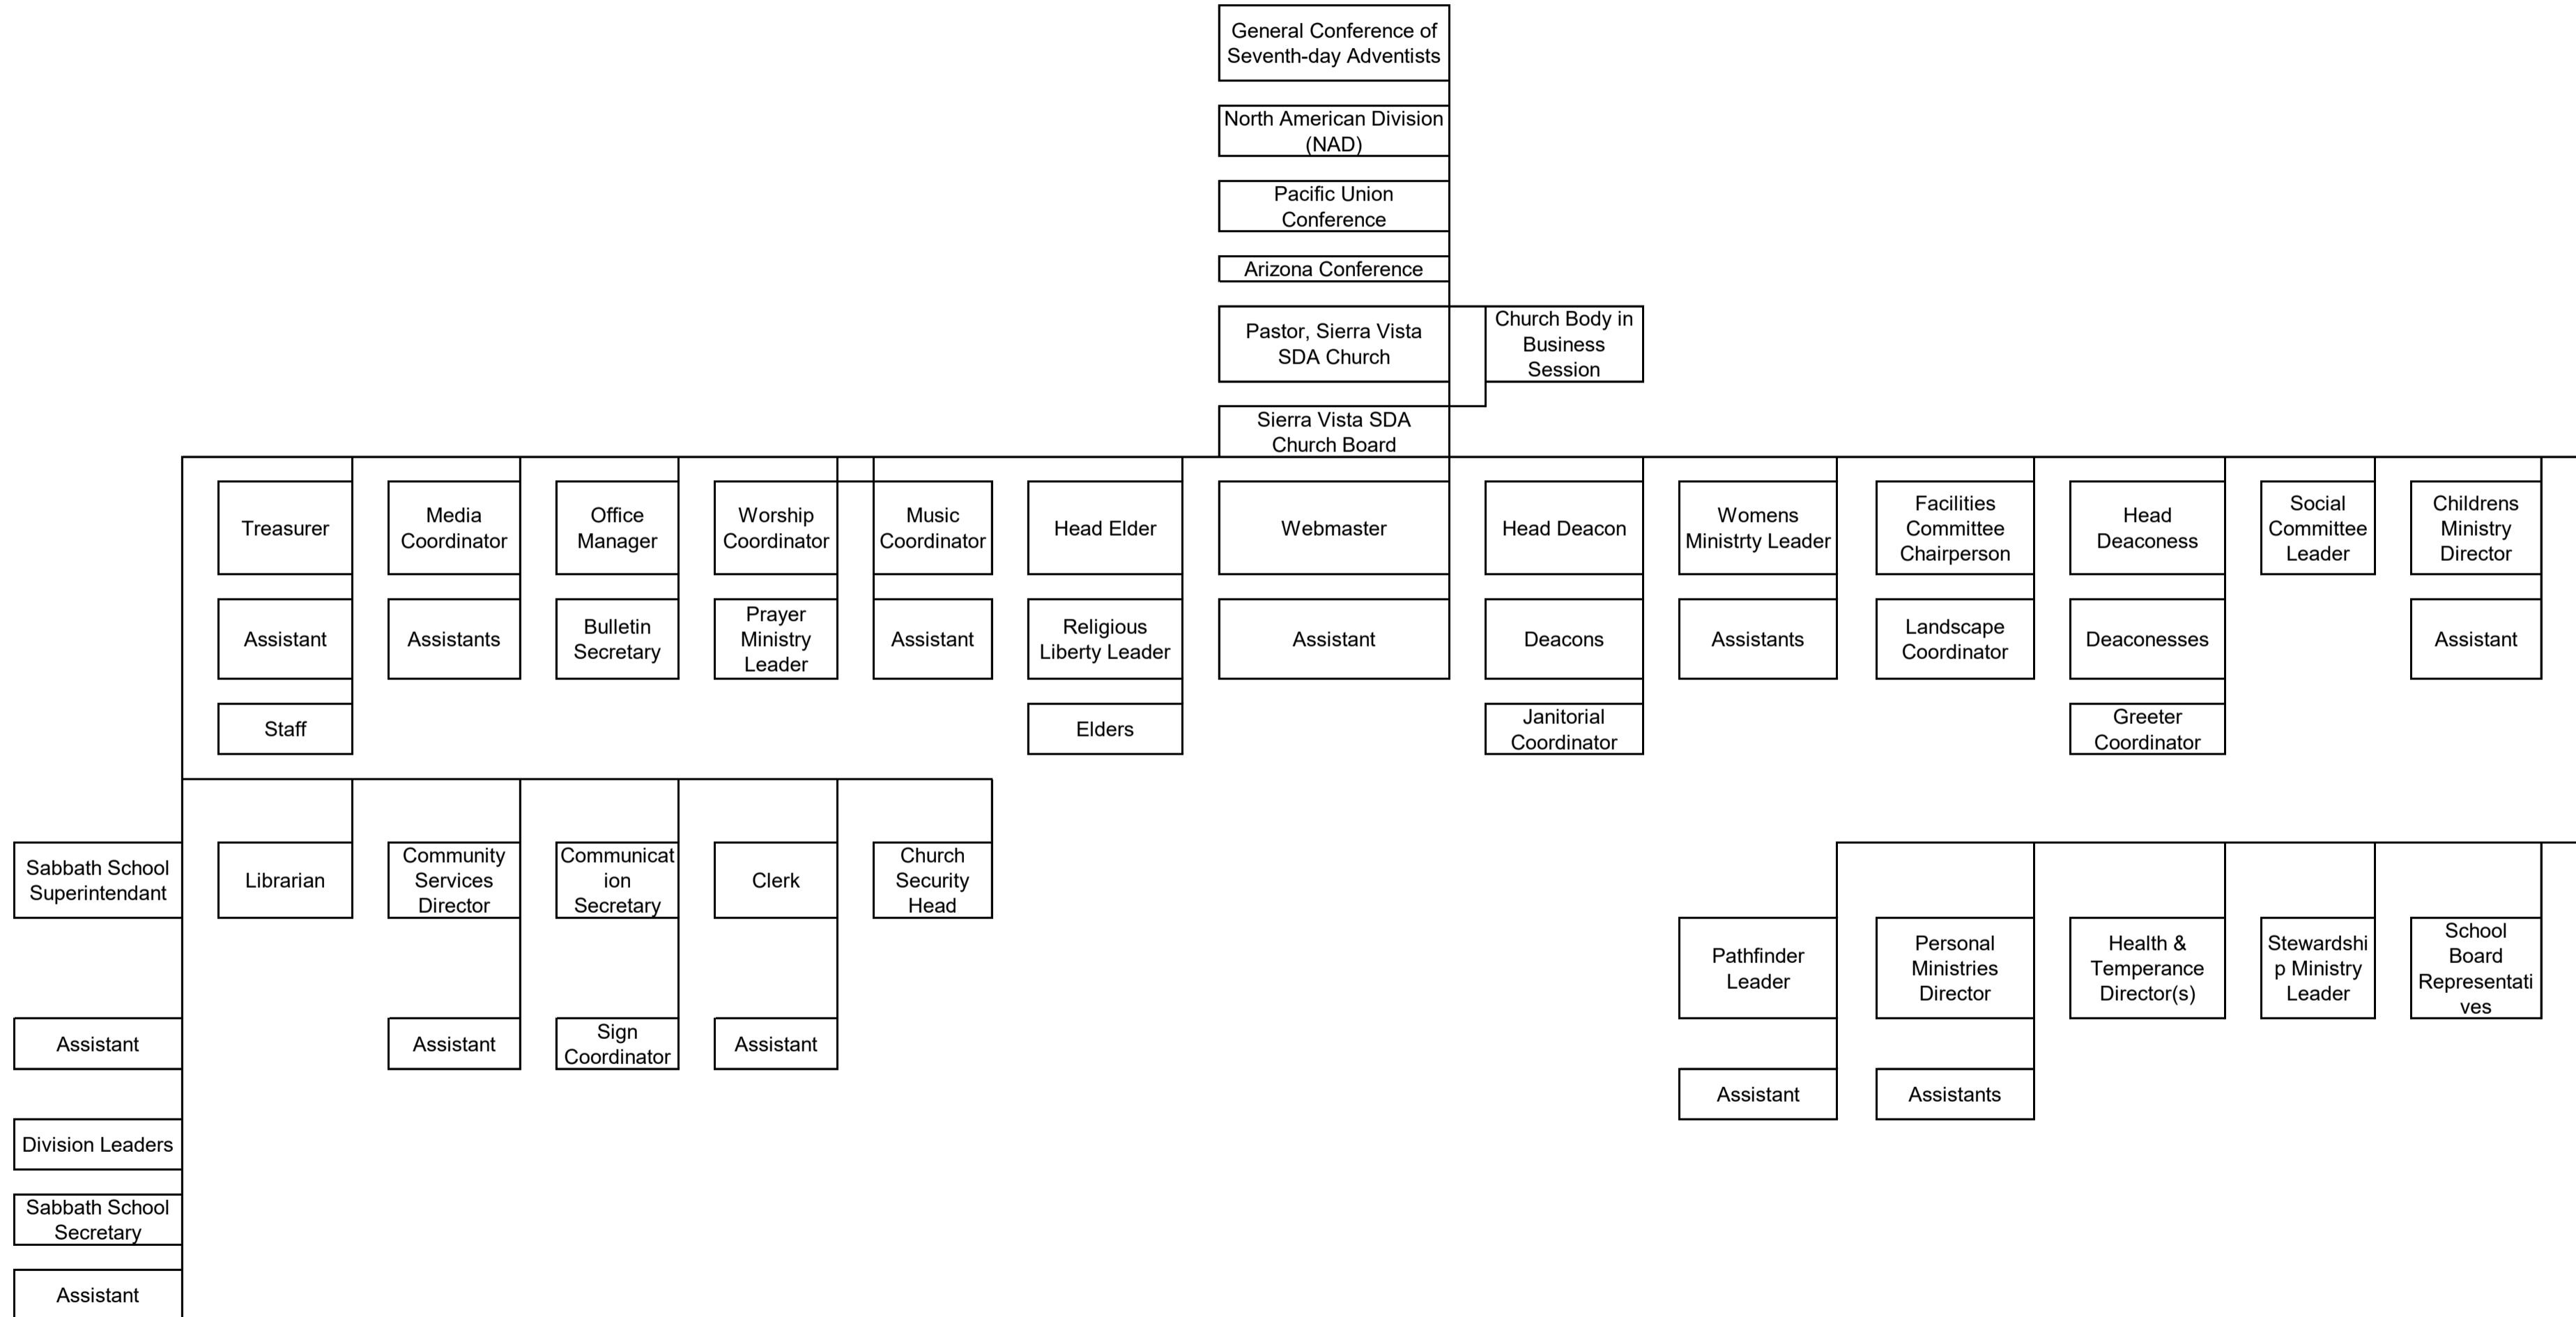 General Conference of
Seventh-day Adventists
North American Division
(NAD)
Pacific Union
Conference
Arizona Conference
Pastor, Sierra Vista
SDA Church
Church Body in
Business
Session
Sierra Vista SDA
Church Board
Treasurer
Media
Coordinator
Office
Manager
Worship
Coordinator
Music
Coordinator
Head Elder
Webmaster
Head Deacon
Womens
Ministrty Leader
Facilities
Committee
Chairperson
Head
Deaconess
Social
Committee
Leader
Childrens
Ministry
Director
Assistant
Assistants
Bulletin
Secretary
Prayer
Ministry
Leader
Assistant
Religious
Liberty Leader
Assistant
Deacons
Assistants
Landscape
Coordinator
Deaconesses
Assistant
Staff
Elders
Janitorial
Coordinator
Greeter
Coordinator
Sabbath School
Superintendant
Librarian
Community
Services
Director
Communicat
ion
Secretary
Clerk
Church
Security
Head
Pathfinder
Leader
Personal
Ministries
Director
Health &
Temperance
Director(s)
Stewardshi
p Ministry
Leader
School
Board
Representati
ves
Assistant
Assistant
Sign
Coordinator
Assistant
Assistant
Assistants
Division Leaders
Sabbath School
Secretary
Assistant